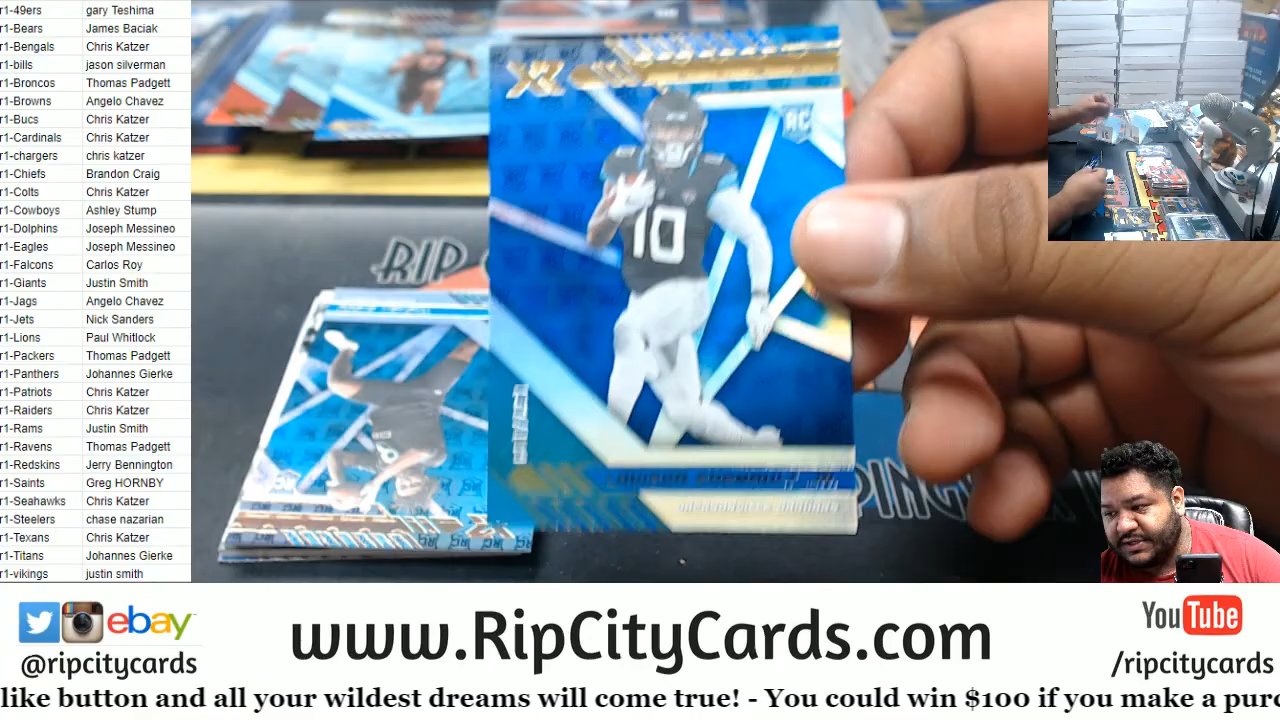 r1-49ers gary Teshima
r1-Bears James Baciak
r1-Bengals Chris Katzer
r1-bills jason silverman
r1-Broncos Thomas Padgett
r1-Browns Angelo Chavez
r1-Bucs Chris Katzer
r1-Cardinals Chris Katzer
r1-chargers chris katzer
r1-Chiefs Brandon Craig
r1-Colts Chris Katzer
r1-Cowboys Ashley Stump
r1-Dolphins Joseph Messineo
r1-Eagles Joseph Messineo
r1-Falcons Carlos Roy
r1-Giants Justin Smith
r1-Jags Angelo Chavez
r1-Jets Nick Sanders
r1-Lions Paul Whitlock
r1-Packers Thomas Padgett
r1-Panthers Johannes Gierke
r1-Patriots Chris Katzer
r1-Raiders Chris Katzer
r1-Rams Justin Smith
r1-Ravens Thomas Padgett
r1-Redskins Jerry Bennington
r1-Saints Greg HORNBY
r1-Seahawks Chris Katzer
r1-Steelers chase nazarian
r1-Texans Chris Katzer
r1-Titans Johannes Gierke
r1-vikings justin smith
XR
RC
10
RIP
ebay
@ripcitycards
www.RipCityCards.com
YouTube
/ripcitycards
like button and all your wildest dreams will come true! - You could win $100 if you make a purc